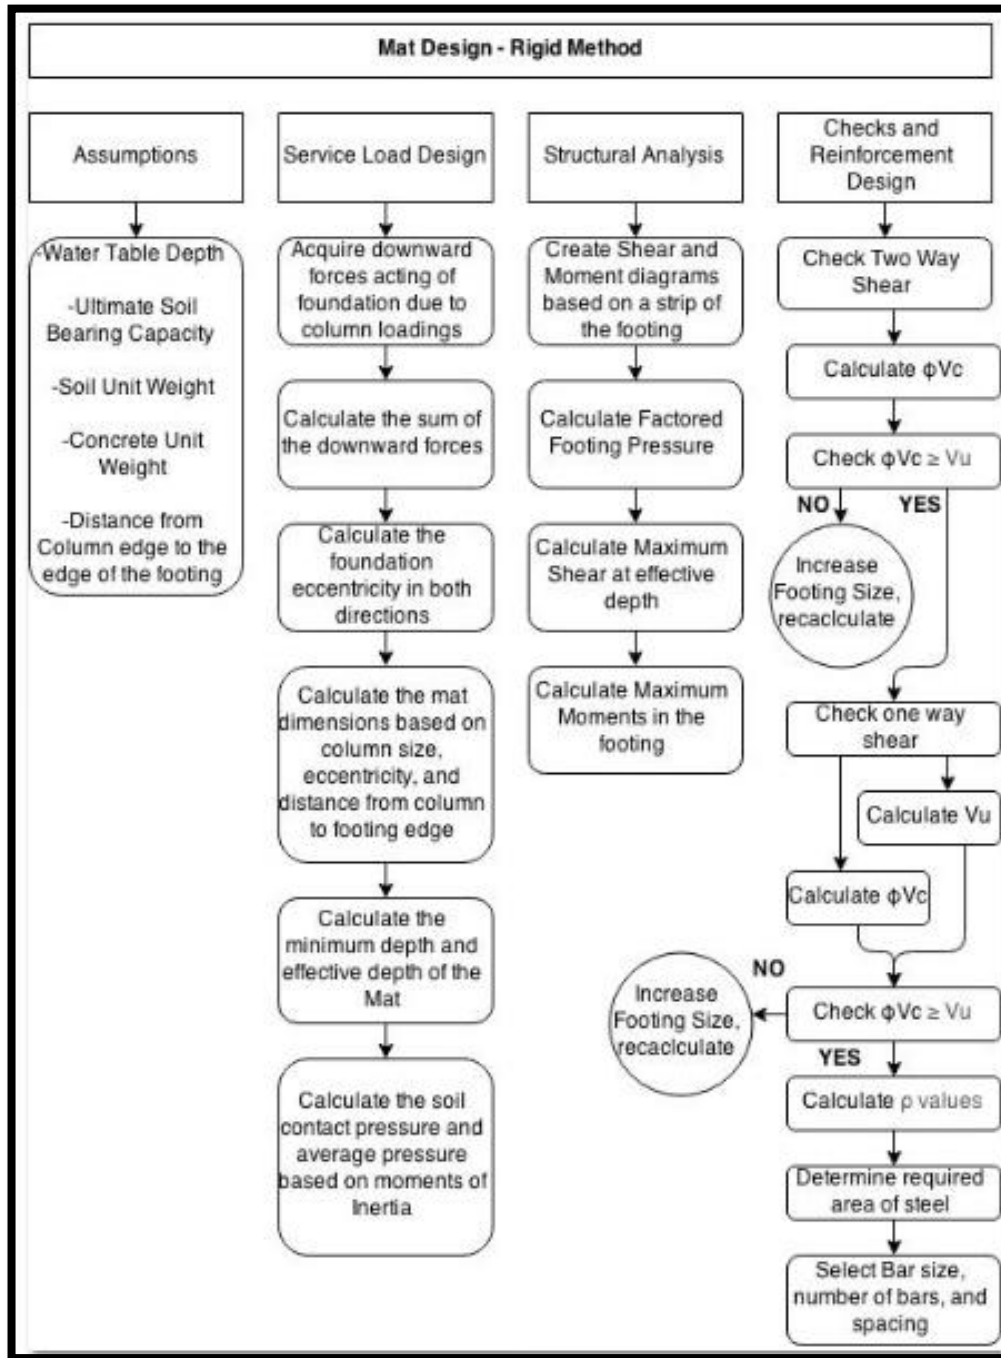 Mat Design - Rigid Method
Assumptions
-Water Table Depth
-Ultimate Soil
Bearing Capacity
-Soil Unit Weight
-Concrete Unit
Weight
-Distance from
Column edge to the
edge of the footing
Service Load Design
Acquire downward
forces acting of
foundation due to
column loadings
Calculate the sum of
the downward forces
Calculate the
foundation
eccentricity in both
directions
Calculate the mat
dimensions based on
column size,
eccentricity, and
distance from column
to footing edge
Calculate the
minimum depth and
effective depth of the
Mat
Calculate the soil
contact pressure and
average pressure
based on moments of
Inertia
Structural Analysis
Create Shear and
Moment diagrams
based on a strip of
the footing
Calculate Factored
Footing Pressure
Calculate Maximum
Shear at effective
depth
Calculate Maximum
Moments in the
footing
Checks and
Reinforcement
Design
Check Two Way
Shear
Calculate ϕVc
Check ϕVc ≥ Vu
NO
YES
Increase
Footing Size,
recaclculate
Check one way
shear
Calculate Vu
Calculate ϕVc
Check ϕVc ≥ Vu
NO
Increase
Footing Size,
recaclculate
YES
Calculate ρ values
Determine required
area of steel
Select Bar size,
number of bars, and
spacing